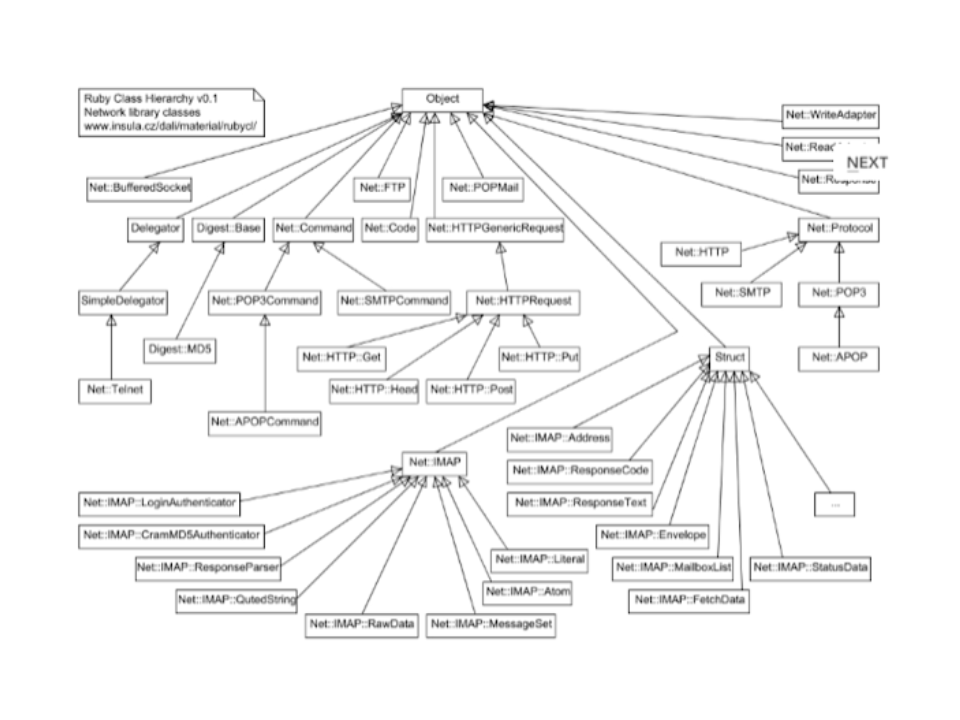 Ruby Class Hierarchy v0.1
Network library classes
www.insula.cz/dali/material/rubycl/
Object
Net::WriteAdapter
NEXT
Net::BufferedSocket
Net::FTP
Net::POPMail
Net::Response
Delegator
Digest::Base
Net::Command
Net::Code
Net::HTTPGenericRequest
Net::Protocol
Net::HTTP
SimpleDelegator
Net::POP3Command
Net::SMTPCommand
Net::HTTPRequest
Net::SMTP
Net::POP3
Digest::MD5
Net::HTTP::Get
Net::HTTP::Put
Struct
Net::APOP
Net::Telnet
Net::HTTP::Head
Net::HTTP::Post
Net::APOPCommand
Net::IMAP::Address
Net::IMAP
Net::IMAP::ResponseCode
Net::IMAP::LoginAuthenticator
Net::IMAP::ResponseText
...
Net::IMAP::CramMD5Authenticator
Net::IMAP::Envelope
Net::IMAP::ResponseParser
Net::IMAP::Literal
Net::IMAP::MailboxList
Net::IMAP::StatusData
Net::IMAP::QutedString
Net::IMAP::Atom
Net::IMAP::FetchData
Net::IMAP::RawData
Net::IMAP::MessageSet